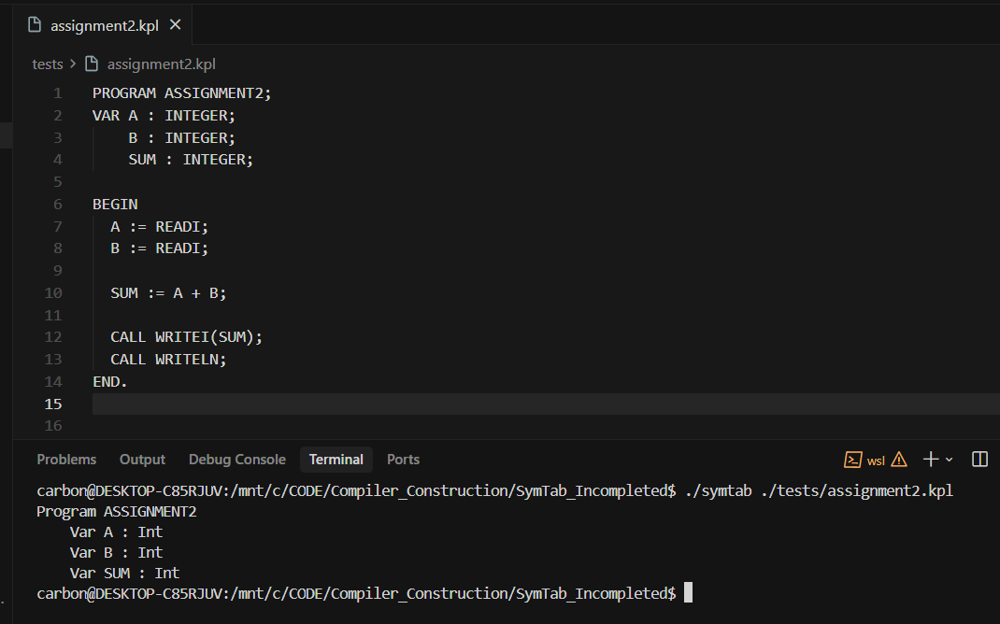 assignment2.kpl
tests > assignment2.kpl
1 PROGRAM ASSIGNMENT2;
2 VAR A : INTEGER;
3     B : INTEGER;
4     SUM : INTEGER;
5
6 BEGIN
7   A := READI;
8   B := READI;
9
10   SUM := A + B;
11
12   CALL WRITEI(SUM);
13   CALL WRITELN;
14 END.
15
16
Problems Output Debug Console Terminal Ports wsl
carbon@DESKTOP-C85RJUV:/mnt/c/CODE/Compiler_Construction/SymTab_Incompleted$ ./symtab ./tests/assignment2.kpl
Program ASSIGNMENT2
    Var A : Int
    Var B : Int
    Var SUM : Int
carbon@DESKTOP-C85RJUV:/mnt/c/CODE/Compiler_Construction/SymTab_Incompleted$